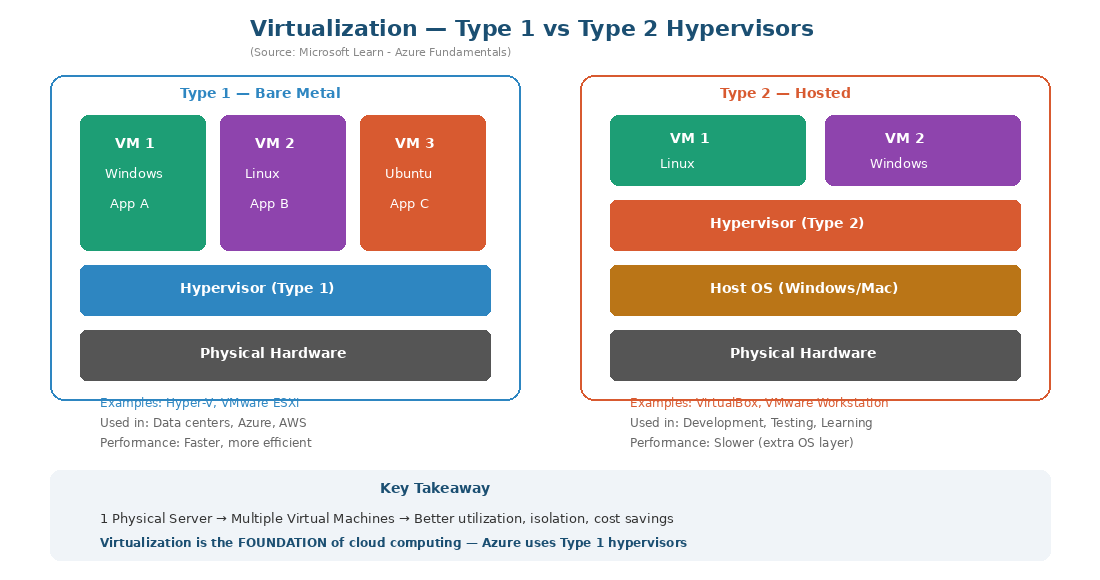 Virtualization — Type 1 vs Type 2 Hypervisors
(Source: Microsoft Learn - Azure Fundamentals)
Type 1 — Bare Metal
VM 1
Windows
App A
VM 2
Linux
App B
VM 3
Ubuntu
App C
Hypervisor (Type 1)
Physical Hardware
Examples: Hyper-V, VMware ESXi
Used in: Data centers, Azure, AWS
Performance: Faster, more efficient
Type 2 — Hosted
VM 1
Linux
VM 2
Windows
Hypervisor (Type 2)
Host OS (Windows/Mac)
Physical Hardware
Examples: VirtualBox, VMware Workstation
Used in: Development, Testing, Learning
Performance: Slower (extra OS layer)
Key Takeaway
1 Physical Server → Multiple Virtual Machines → Better utilization, isolation, cost savings
Virtualization is the FOUNDATION of cloud computing — Azure uses Type 1 hypervisors